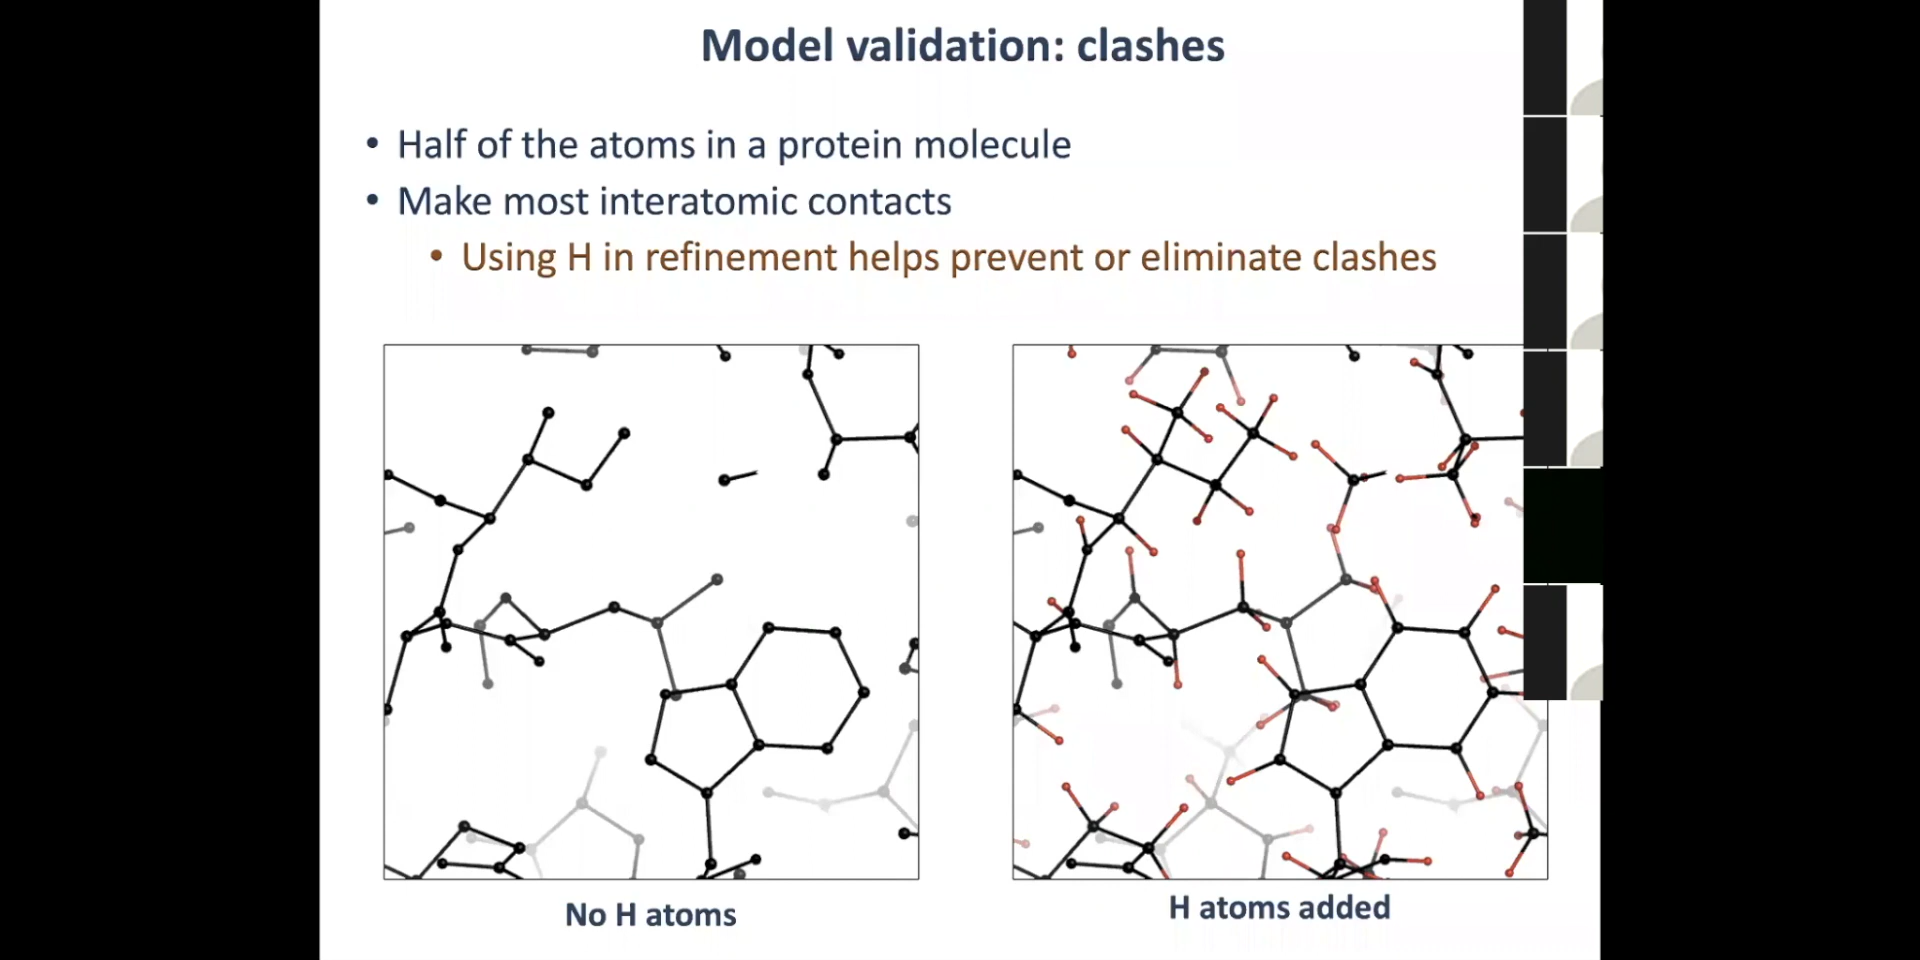 Model validation: clashes
• Half of the atoms in a protein molecule
• Make most interatomic contacts
• Using H in refinement helps prevent or eliminate clashes
No H atoms
H atoms added